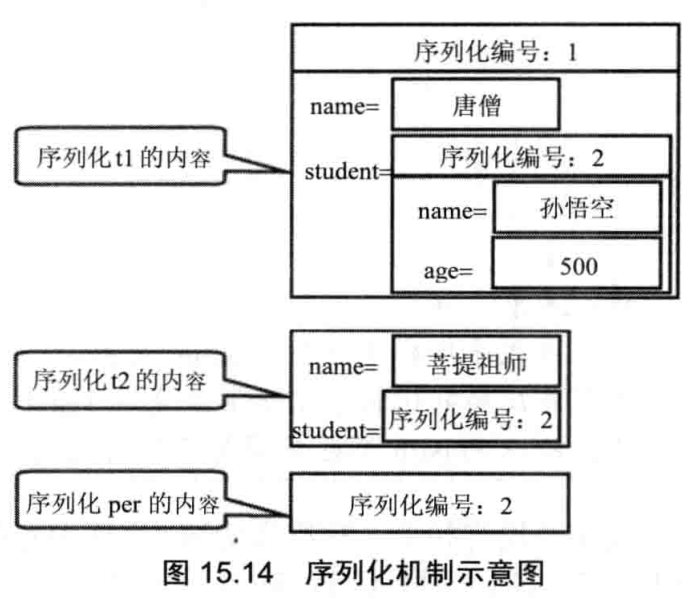 序列化编号：1
name=
唐僧
序列化t1的内容
student=
序列化编号：2
name=
孙悟空
age=
500
name=
菩提祖师
序列化t2的内容
student=
序列化编号：2
序列化 per 的内容
序列化编号：2
图 15.14 序列化机制示意图